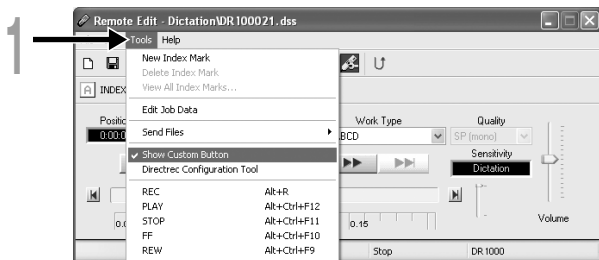 1
Remote Edit - Dictation\DR100021.dss
Tools Help
New Index Mark
Delete Index Mark
View All Index Marks...
Edit Job Data
Send Files
Show Custom Button
Directrec Configuration Tool
REC Alt+R
PLAY Alt+Ctrl+F12
STOP Alt+Ctrl+F11
FF Alt+Ctrl+F10
REW Alt+Ctrl+F9
A INDEX
Work Type
Quality
SP (mono)
Sensitivity
Dictation
0.15
Volume
Stop DR1000